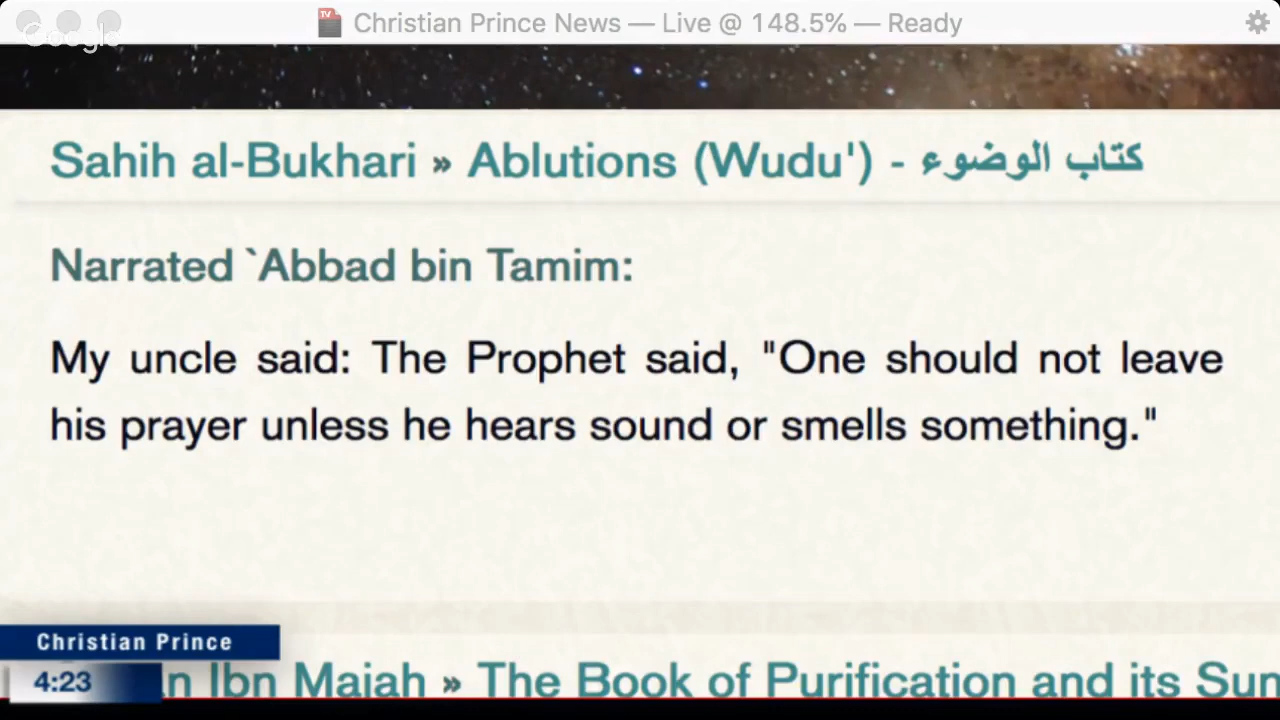 Christian Prince News — Live @ 148.5% — Ready
Google
Sahih al-Bukhari » Ablutions (Wudu') - كتاب الوضوء
Narrated `Abbad bin Tamim:
My uncle said: The Prophet said, "One should not leave
his prayer unless he hears sound or smells something."
Christian Prince
4:23
n Ibn Majah » The Book of Purification and its Sun